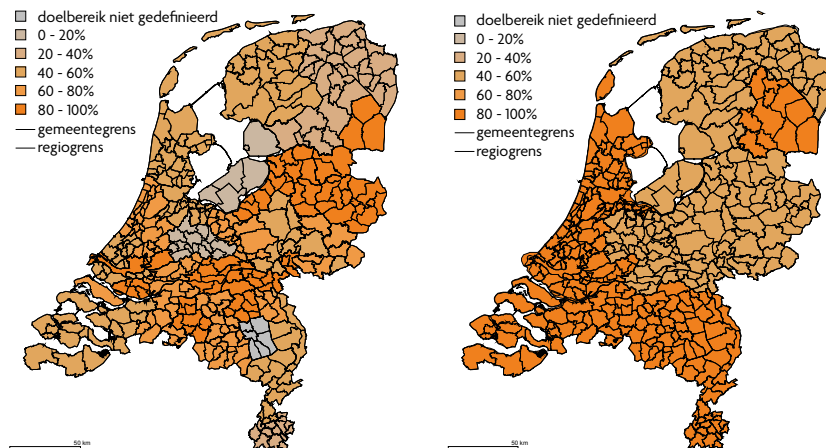 doelbereik niet gedefinieerd
0 - 20%
20 - 40%
40 - 60%
60 - 80%
80 - 100%
gemeentegrens
regiogrens
50 km
doelbereik niet gedefinieerd
0 - 20%
20 - 40%
40 - 60%
60 - 80%
80 - 100%
gemeentegrens
regiogrens
50 km